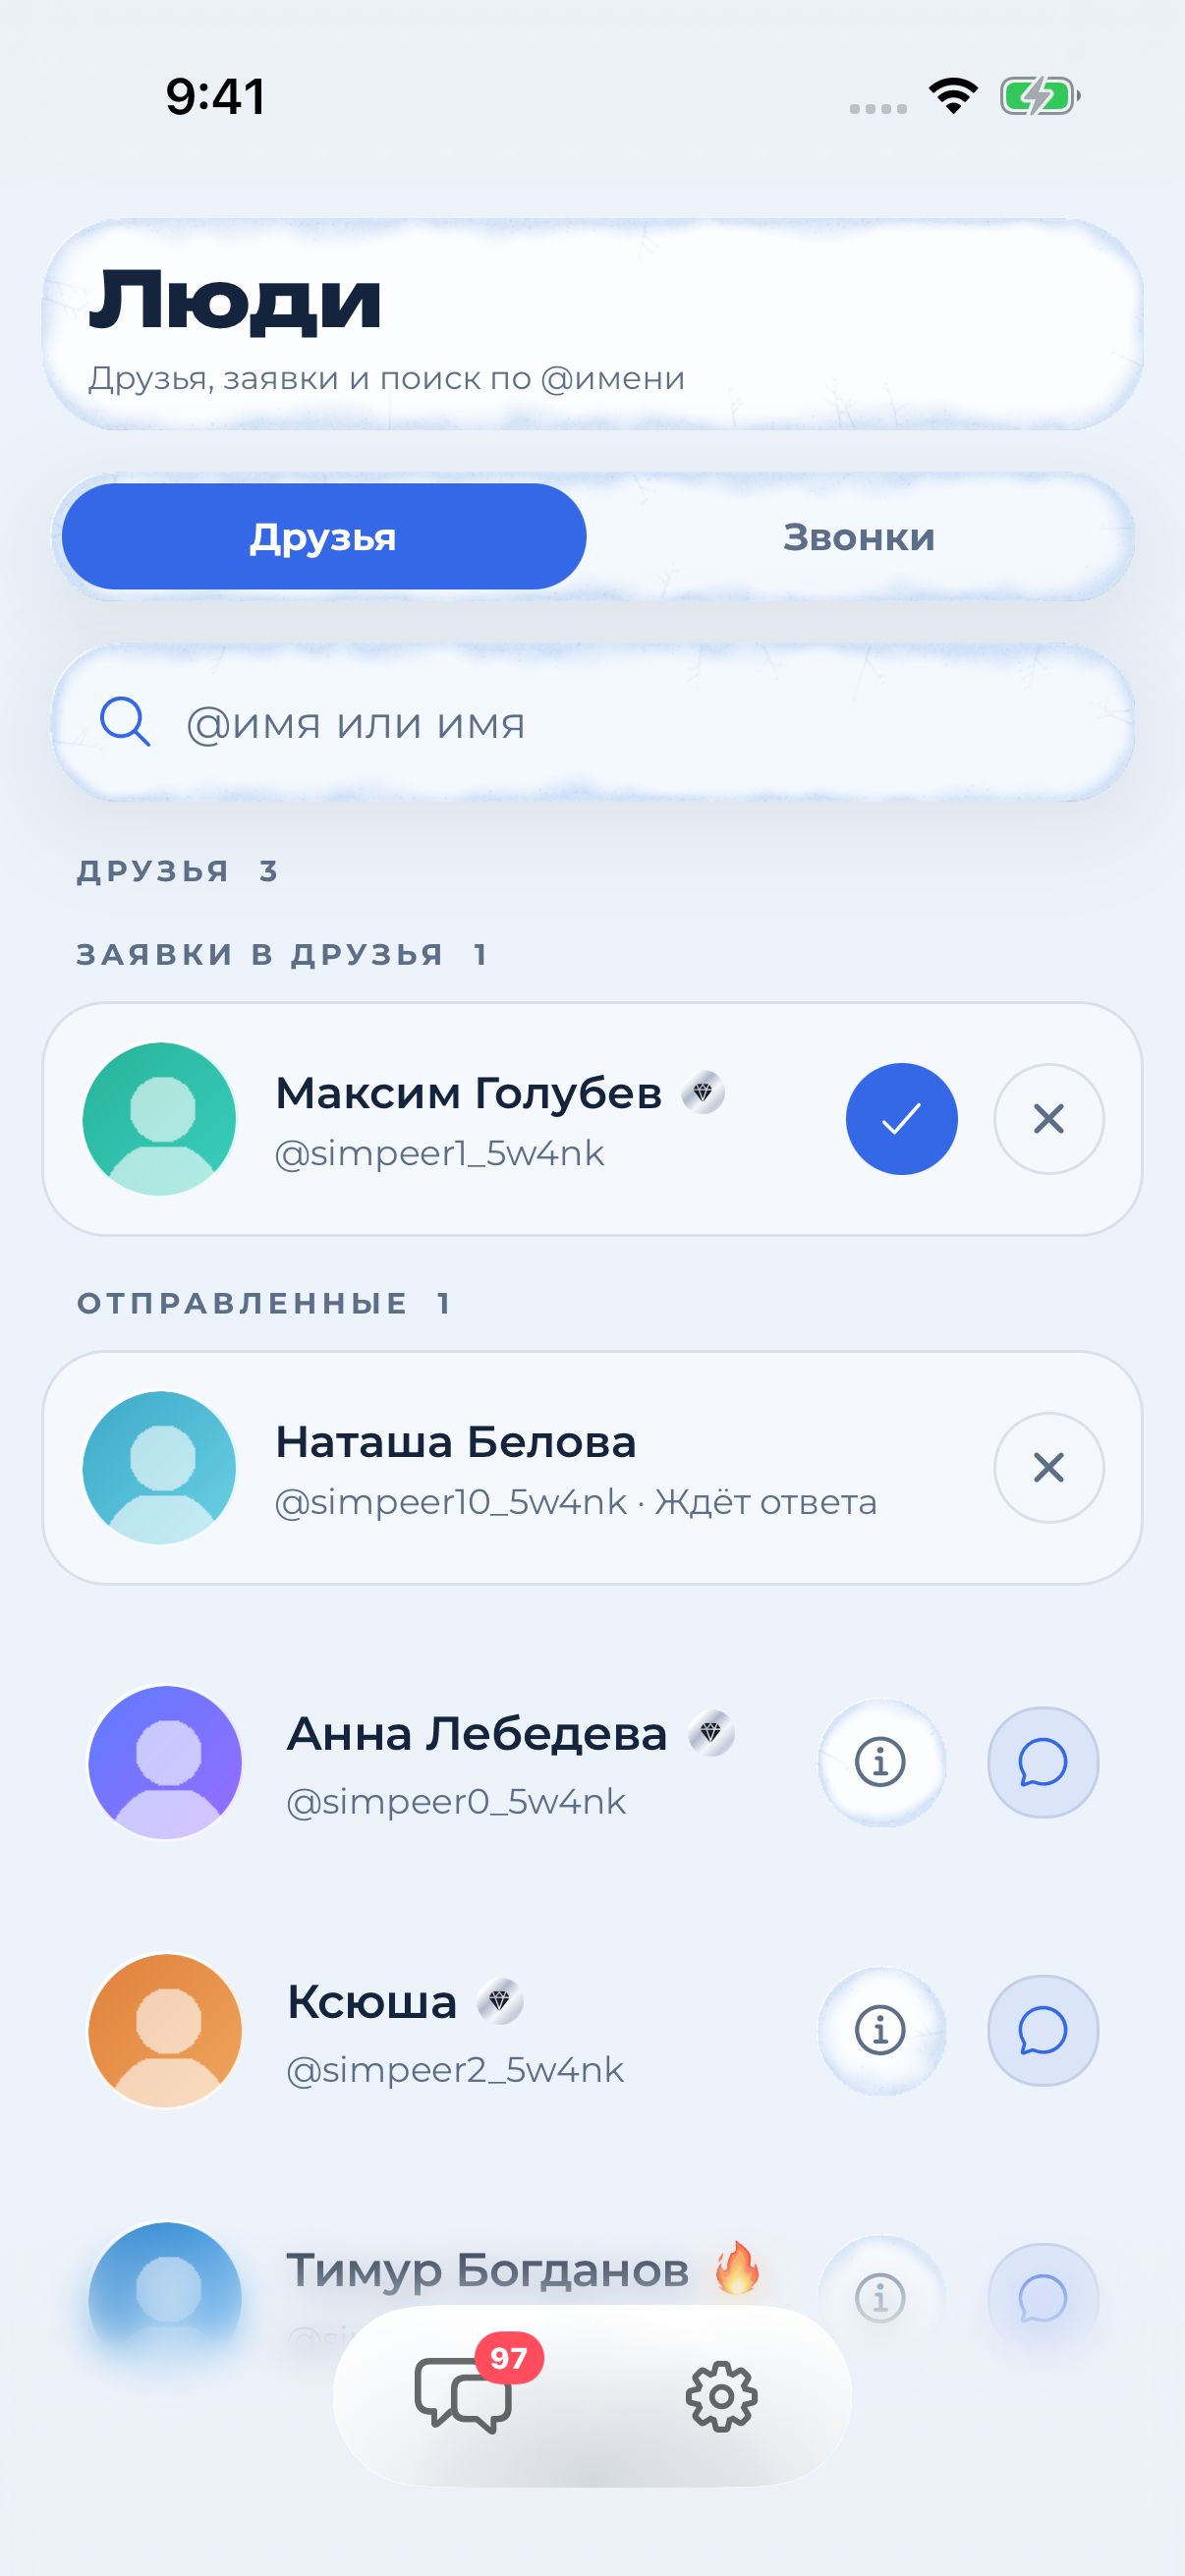 9:41
Люди
Друзья, заявки и поиск по @имени
Друзья
Звонки
@имя или имя
ДРУЗЬЯ 3
ЗАЯВКИ В ДРУЗЬЯ 1
Максим Голубев
@simpeer1_5w4nk
ОТПРАВЛЕННЫЕ 1
Наташа Белова
@simpeer10_5w4nk · Ждёт ответа
Анна Лебедева
@simpeer0_5w4nk
Ксюша
@simpeer2_5w4nk
Тимур Богданов
97